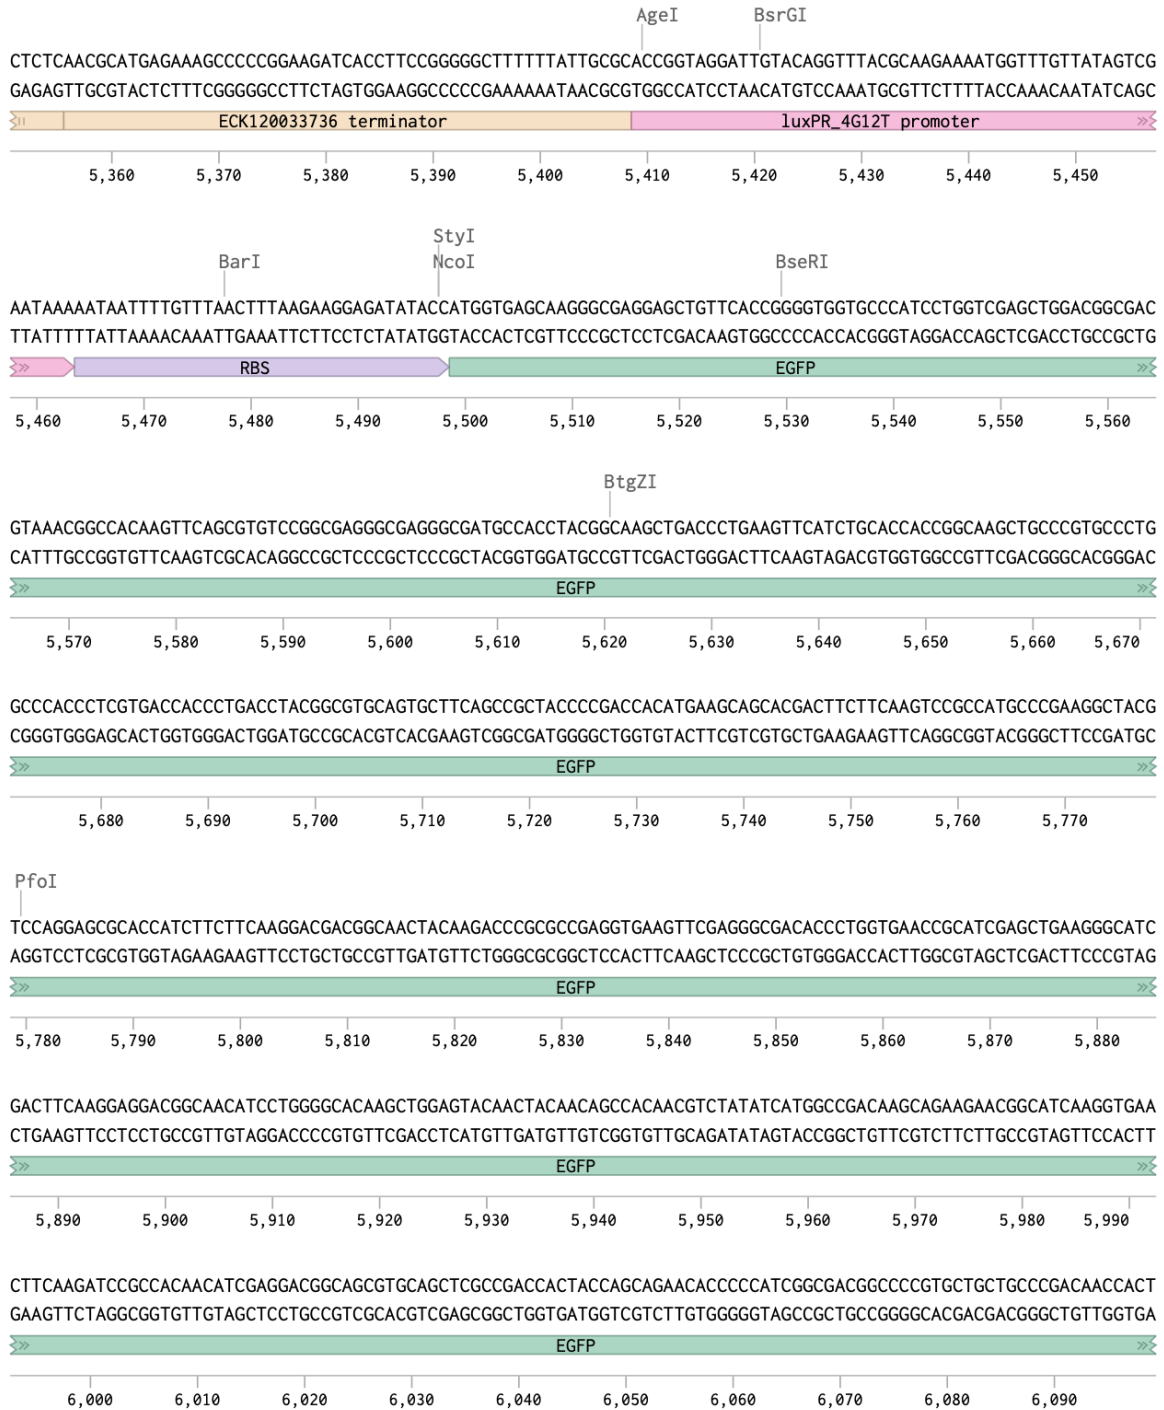 AgeI BsrGI
CTCTCAACGCATGAGAAAGCCCCCGGAAGATCACCTTCCGGGGGCTTTTTTATTGCGCACCGGTAGGATTGTACAGGTTTACGCAAGAAAATGGTTTGTTATAGTCG
GAGAGTTGCGTACTCTTTCGGGGGCCTTCTAGTGGAAGGCCCCCGAAAAAATAACGCGTGGCCATCCTAACATGTCCAAATGCGTTCTTTTACCAAACAATATCAGC
ECK120033736 terminator luxPR_4G12T promoter
5,360 5,370 5,380 5,390 5,400 5,410 5,420 5,430 5,440 5,450
StyI
BarI NcoI BseRI
AATAAAAATAATTTTGTTTAACTTTAAGAAGGAGATATACCATGGTGAGCAAGGGCGAGGAGCTGTTCACCGGGGTGGTGCCCATCCTGGTCGAGCTGGACGGCGAC
TTATTTTTATTAAAACAAATTGAAATTCTTCCTCTATATGGTACCACTCGTTCCCGCTCCTCGACAAGTGGCCCCACCACGGGTAGGACCAGCTCGACCTGCCGCTG
RBS EGFP
5,460 5,470 5,480 5,490 5,500 5,510 5,520 5,530 5,540 5,550 5,560
BtgZI
GTAAACGGCCACAAGTTCAGCGTGTCCGGCGAGGGCGAGGGCGATGCCACCTACGGCAAGCTGACCCTGAAGTTCATCTGCACCACCGGCAAGCTGCCCGTGCCCTG
CATTTGCCGGTGTTCAAGTCGCACAGGCCGCTCCCGCTCCCGCTACGGTGGATGCCGTTCGACTGGGACTTCAAGTAGACGTGGTGGCCGTTCGACGGGCACGGGAC
EGFP
5,570 5,580 5,590 5,600 5,610 5,620 5,630 5,640 5,650 5,660 5,670
GCCCACCCTCGTGACCACCCTGACCTACGGCGTGCAGTGCTTCAGCCGCTACCCCGACCACATGAAGCAGCACGACTTCTTCAAGTCCGCCATGCCCGAAGGCTACG
CGGGTGGGAGCACTGGTGGGACTGGATGCCGCACGTCACGAAGTCGGCGATGGGGCTGGTGTACTTCGTCGTGCTGAAGAAGTTCAGGCGGTACGGGCTTCCGATGC
EGFP
5,680 5,690 5,700 5,710 5,720 5,730 5,740 5,750 5,760 5,770
PfoI
TCCAGGAGCGCACCATCTTCTTCAAGGACGACGGCAACTACAAGACCCGCGCCGAGGTGAAGTTCGAGGGCGACACCCTGGTGAACCGCATCGAGCTGAAGGGCATC
AGGTCCTCGCGTGGTAGAAGAAGTTCCTGCTGCCGTTGATGTTCTGGGCGCGGCTCCACTTCAAGCTCCCGCTGTGGGACCACTTGGCGTAGCTCGACTTCCCGTAG
EGFP
5,780 5,790 5,800 5,810 5,820 5,830 5,840 5,850 5,860 5,870 5,880
GACTTCAAGGAGGACGGCAACATCCTGGGGCACAAGCTGGAGTACAACTACAACAGCCACAACGTCTATATCATGGCCGACAAGCAGAAGAACGGCATCAAGGTGAA
CTGAAGTTCCTCCTGCCGTTGTAGGACCCCGTGTTCGACCTCATGTTGATGTTGTCGGTGTTGCAGATATAGTACCGGCTGTTCGTCTTCTTGCCGTAGTTCCACTT
EGFP
5,890 5,900 5,910 5,920 5,930 5,940 5,950 5,960 5,970 5,980 5,990
CTTCAAGATCCGCCACAACATCGAGGACGGCAGCGTGCAGCTCGCCGACCACTACCAGCAGAACACCCCCATCGGCGACGGCCCCGTGCTGCTGCCCGACAACCACT
GAAGTTCTAGGCGGTGTTGTAGCTCCTGCCGTCGCACGTCGAGCGGCTGGTGATGGTCGTCTTGTGGGGGTAGCCGCTGCCGGGGCACGACGACGGGCTGTTGGTGA
EGFP
6,000 6,010 6,020 6,030 6,040 6,050 6,060 6,070 6,080 6,090